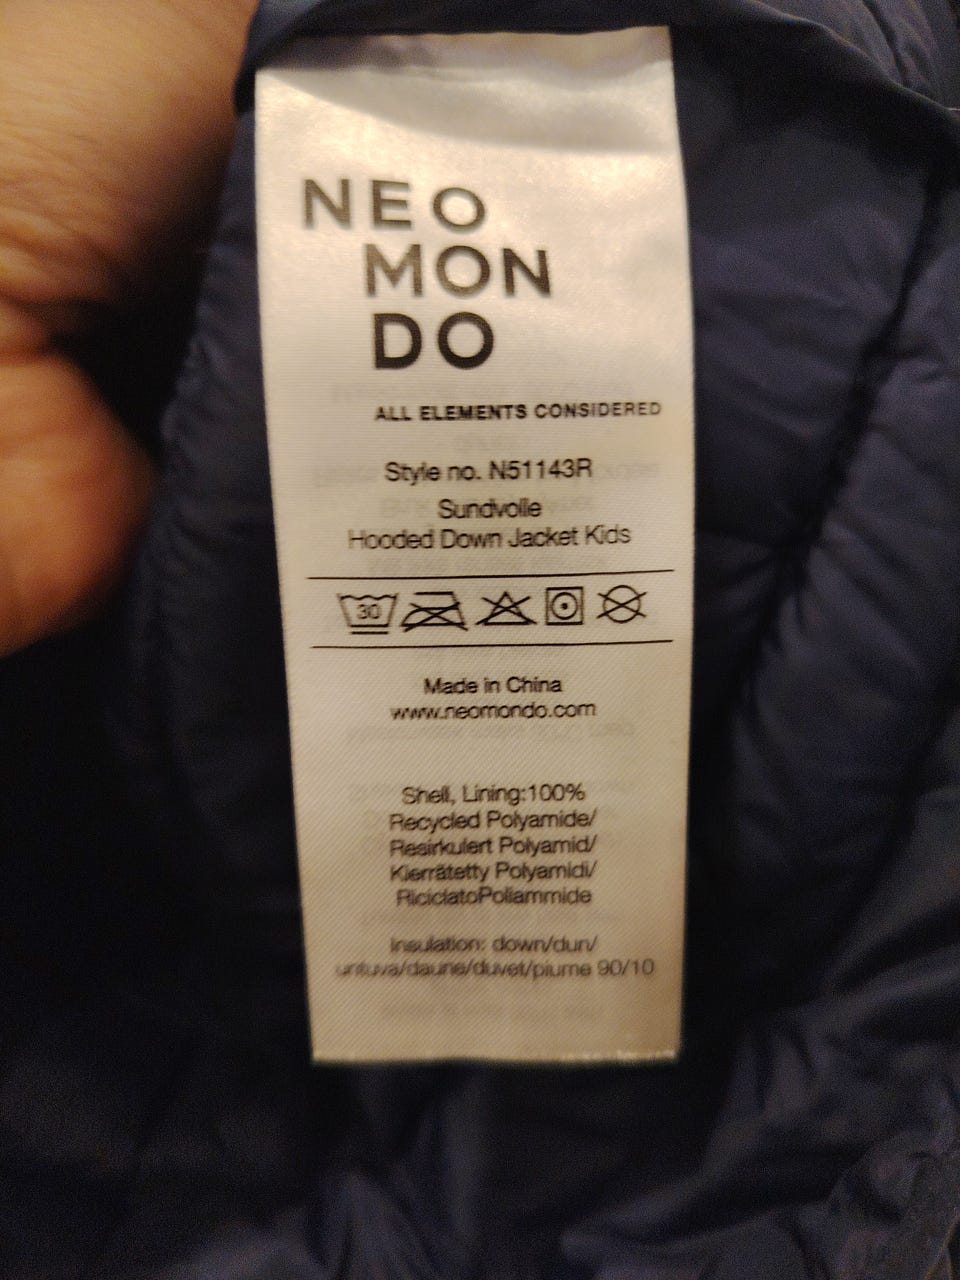 NEO
MON
DO
ALL ELEMENTS CONSIDERED
Style no. N51143R
Sundvolle
Hooded Down Jacket Kids
30
Made in China
www.neomondo.com
Shell, Lining:100%
Recycled Polyamide/
Resirkulert Polyamid/
Kierrätetty Polyamidi/
RiciclatoPoliammide
Insulation: down/dun/
untuva/daune/duvet/piume 90/10